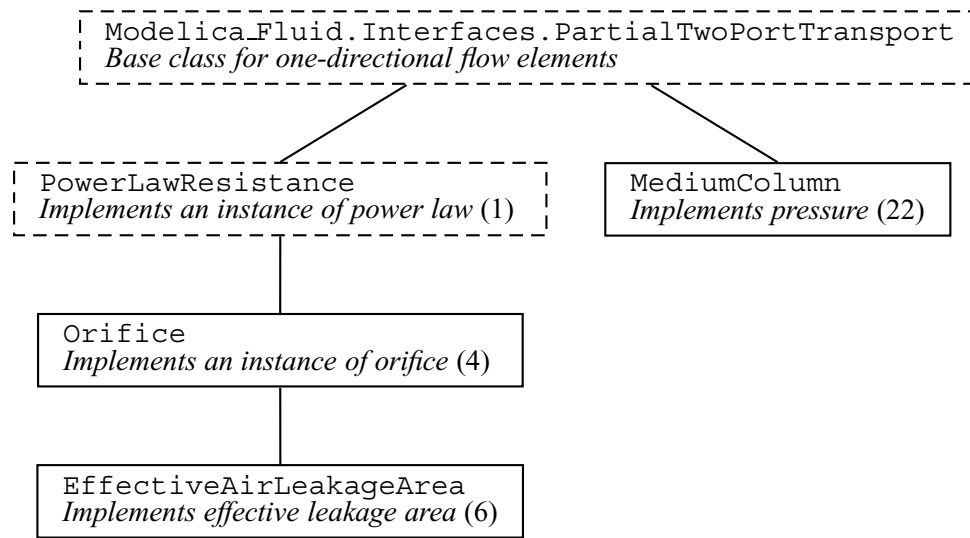 Modelica_Fluid.Interfaces.PartialTwoPortTransport
Base class for one-directional flow elements
PowerLawResistance
Implements an instance of power law (1)
MediumColumn
Implements pressure (22)
Orifice
Implements an instance of orifice (4)
EffectiveAirLeakageArea
Implements effective leakage area (6)